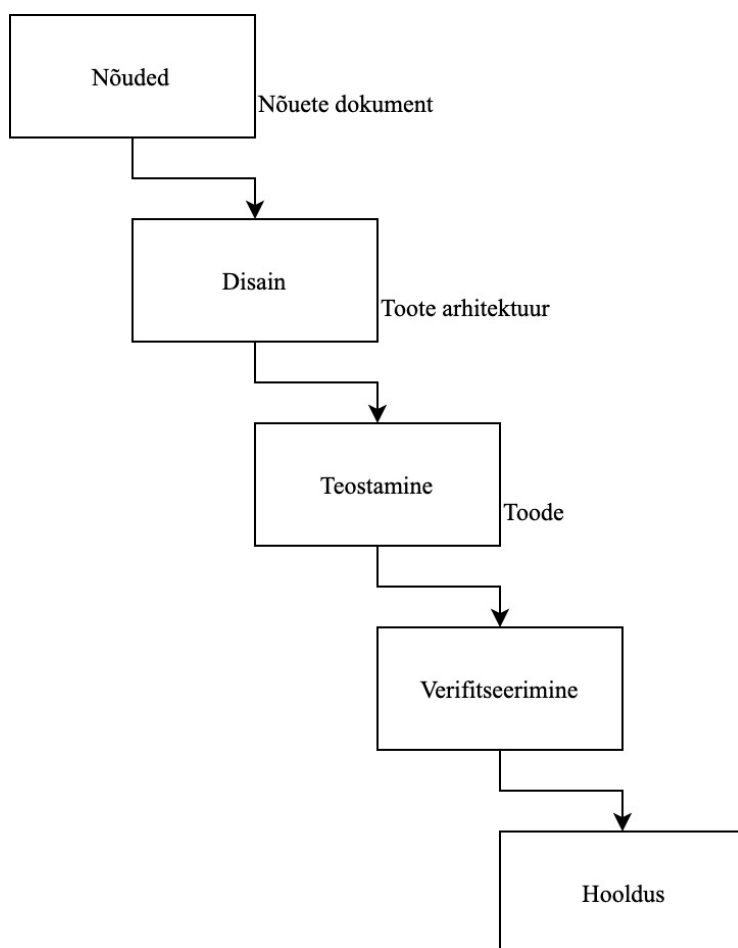 Nõuded
Nõuete dokument
Disain
Toote arhitektuur
Teostamine
Toode
Verifitseerimine
Hooldus